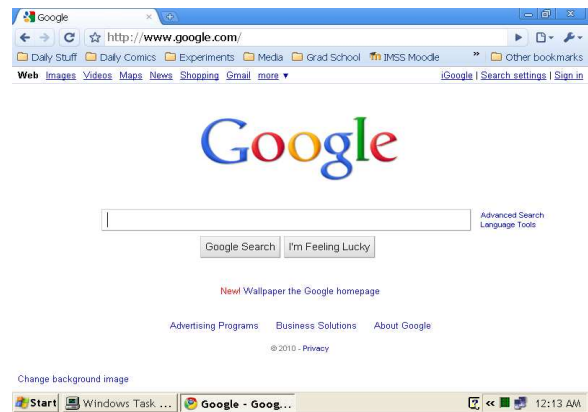 Google
http://www.google.com/
Daily Stuff Daily Comics Experiments Media Grad School IMSS Moodle » Other bookmarks
Web Images Videos Maps News Shopping Gmail more ▼ iGoogle | Search settings | Sign in
Google
Advanced Search
Language Tools
Google Search I'm Feeling Lucky
New! Wallpaper the Google homepage
Advertising Programs Business Solutions About Google
© 2010 - Privacy
Change background image
Start Windows Task ... Google - Goog... « 12:13 AM